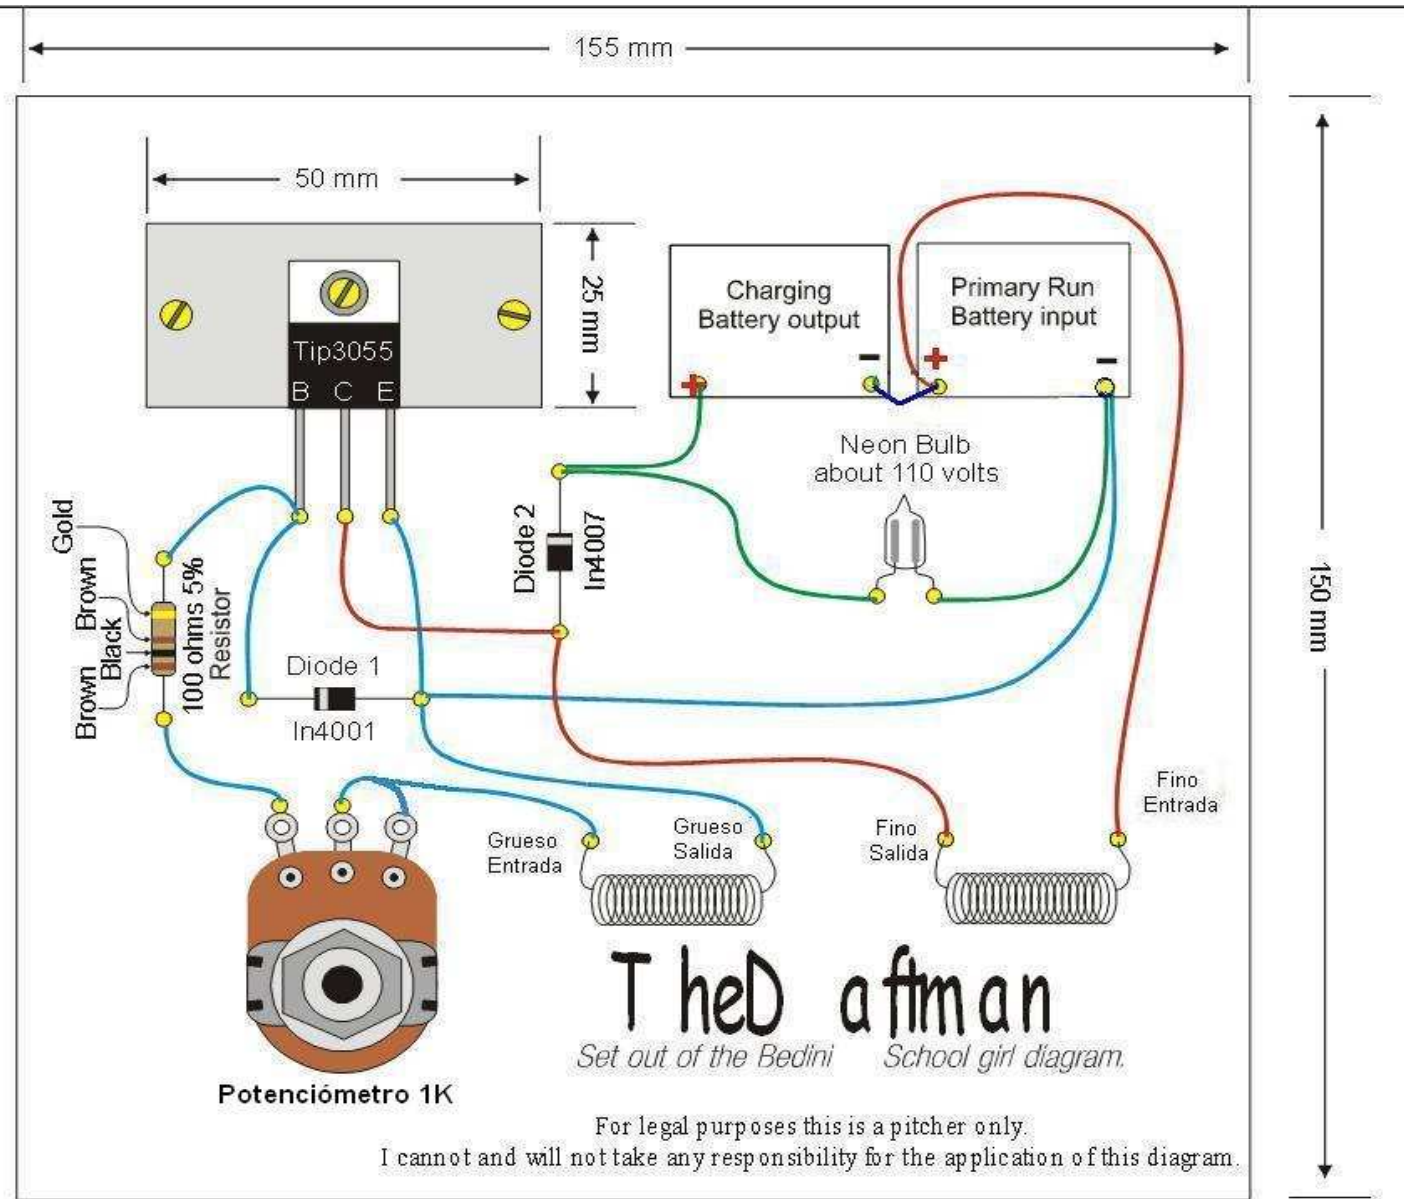 155 mm
50 mm
25 mm
150 mm
Tip3055
B C E
Charging
Battery output
+
-
Primary Run
Battery input
+
-
Neon Bulb
about 110 volts
Diode 2
In4007
Gold
Brown
Black
Brown
100 ohms 5%
Resistor
Diode 1
In4001
Fino
Entrada
Grueso
Entrada
Grueso
Salida
Fino
Salida
Potenciómetro 1K
TheD aftman
Set out of the Bedini School girl diagram.
For legal purposes this is a pitcher only.
I cannot and will not take any responsibility for the application of this diagram.